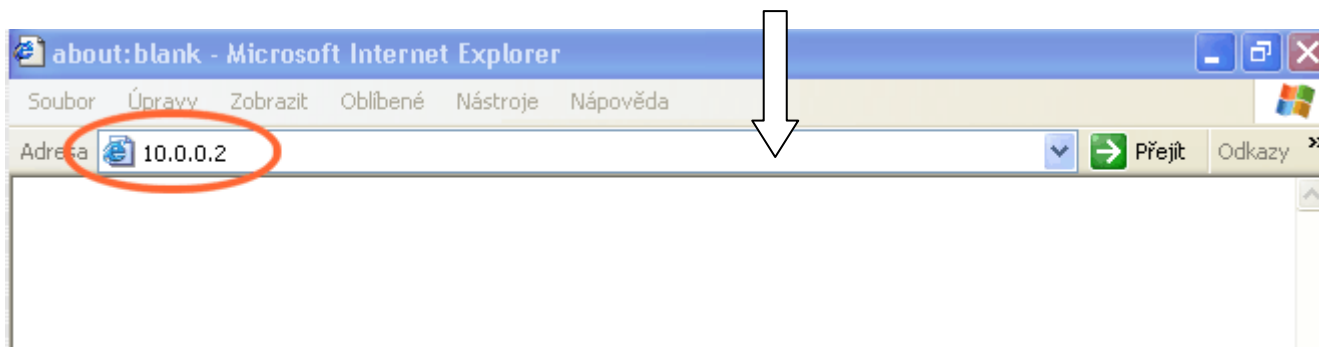 about:blank - Microsoft Internet Explorer
Soubor Úpravy Zobrazit Oblíbené Nástroje Nápověda
Adresa 10.0.0.2 Přejít Odkazy »